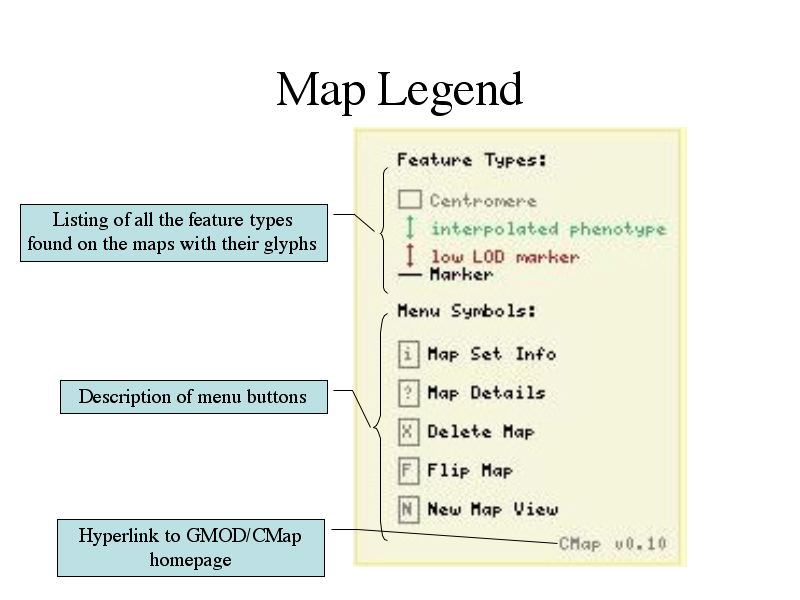 Map Legend
Listing of all the feature types
found on the maps with their glyphs
Feature Types:
Centromere
interpolated phenotype
low LOD marker
Marker
Description of menu buttons
Menu Symbols:
i Map Set Info
? Map Details
X Delete Map
F Flip Map
N New Map View
Hyperlink to GMOD/CMap
homepage
CMap v0.10